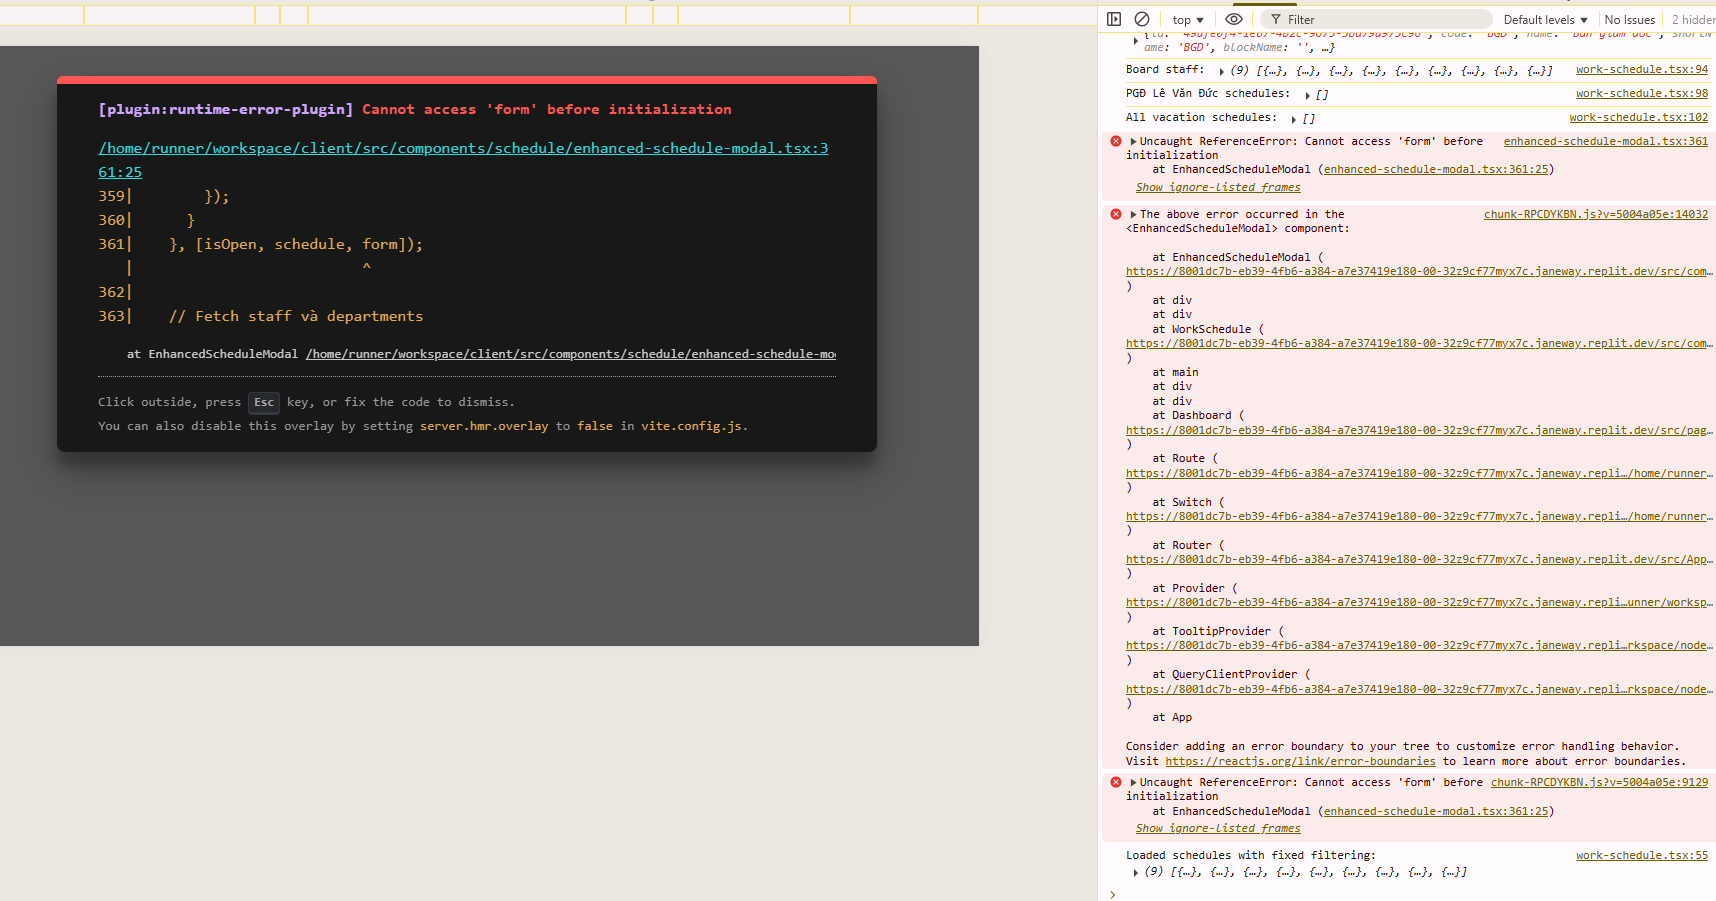 [plugin:runtime-error-plugin] Cannot access 'form' before initialization
/home/runner/workspace/client/src/components/schedule/enhanced-schedule-modal.tsx:3
61:25
359|        });
360|      }
361|    }, [isOpen, schedule, form]);
   |                          ^
362|
363|    // Fetch staff và departments
at EnhancedScheduleModal /home/runner/workspace/client/src/components/schedule/enhanced-schedule-mo
Click outside, press Esc key, or fix the code to dismiss.
You can also disable this overlay by setting server.hmr.overlay to false in vite.config.js.
top ▼
Filter
Default levels ▼
No Issues
2 hidden
ame: 'BGD', blockName: '', …}
Board staff: ▶ (9) [{…}, {…}, {…}, {…}, {…}, {…}, {…}, {…}, {…}] work-schedule.tsx:94
PGĐ Lê Văn Đức schedules: ▶ [] work-schedule.tsx:98
All vacation schedules: ▶ [] work-schedule.tsx:102
▶Uncaught ReferenceError: Cannot access 'form' before enhanced-schedule-modal.tsx:361
initialization
at EnhancedScheduleModal (enhanced-schedule-modal.tsx:361:25)
Show ignore-listed frames
▶The above error occurred in the chunk-RPCDYKBN.js?v=5004a05e:14032
<EnhancedScheduleModal> component:
at EnhancedScheduleModal (
https://8001dc7b-eb39-4fb6-a384-a7e37419e180-00-32z9cf77myx7c.janeway.replit.dev/src/com…
)
at div
at div
at WorkSchedule (
https://8001dc7b-eb39-4fb6-a384-a7e37419e180-00-32z9cf77myx7c.janeway.replit.dev/src/com…
)
at main
at div
at div
at Dashboard (
https://8001dc7b-eb39-4fb6-a384-a7e37419e180-00-32z9cf77myx7c.janeway.replit.dev/src/pag…
)
at Route (
https://8001dc7b-eb39-4fb6-a384-a7e37419e180-00-32z9cf77myx7c.janeway.repli…/home/runner…
)
at Switch (
https://8001dc7b-eb39-4fb6-a384-a7e37419e180-00-32z9cf77myx7c.janeway.repli…/home/runner…
)
at Router (
https://8001dc7b-eb39-4fb6-a384-a7e37419e180-00-32z9cf77myx7c.janeway.replit.dev/src/App…
)
at Provider (
https://8001dc7b-eb39-4fb6-a384-a7e37419e180-00-32z9cf77myx7c.janeway.repli…unner/worksp…
)
at TooltipProvider (
https://8001dc7b-eb39-4fb6-a384-a7e37419e180-00-32z9cf77myx7c.janeway.repli…rkspace/node…
)
at QueryClientProvider (
https://8001dc7b-eb39-4fb6-a384-a7e37419e180-00-32z9cf77myx7c.janeway.repli…rkspace/node…
)
at App
Consider adding an error boundary to your tree to customize error handling behavior.
Visit https://reactjs.org/link/error-boundaries to learn more about error boundaries.
▶Uncaught ReferenceError: Cannot access 'form' before chunk-RPCDYKBN.js?v=5004a05e:9129
initialization
at EnhancedScheduleModal (enhanced-schedule-modal.tsx:361:25)
Show ignore-listed frames
Loaded schedules with fixed filtering: work-schedule.tsx:55
▶ (9) [{…}, {…}, {…}, {…}, {…}, {…}, {…}, {…}, {…}]